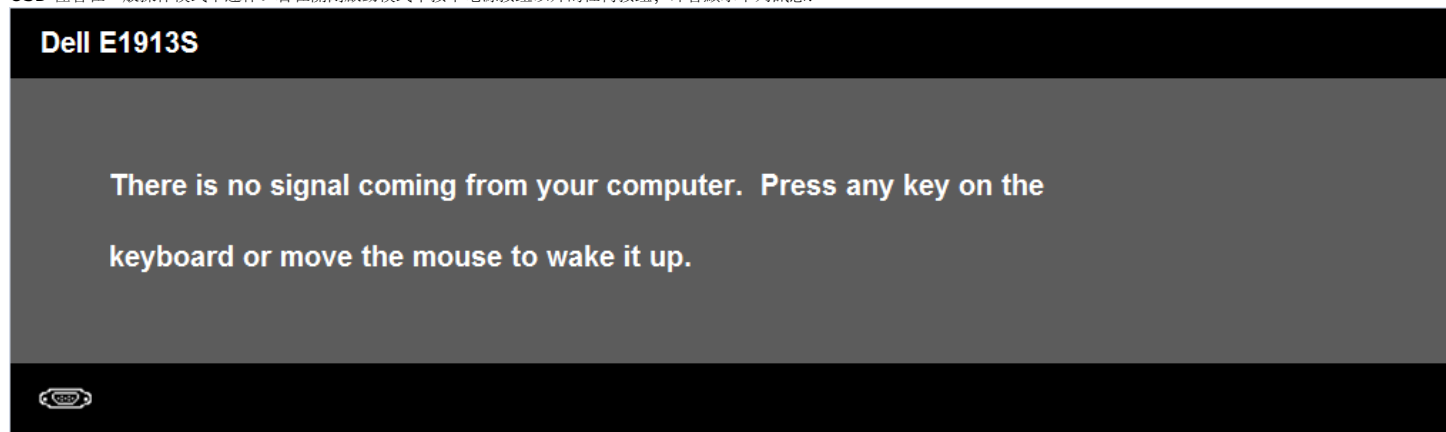 Dell E1913S
There is no signal coming from your computer. Press any key on the
keyboard or move the mouse to wake it up.